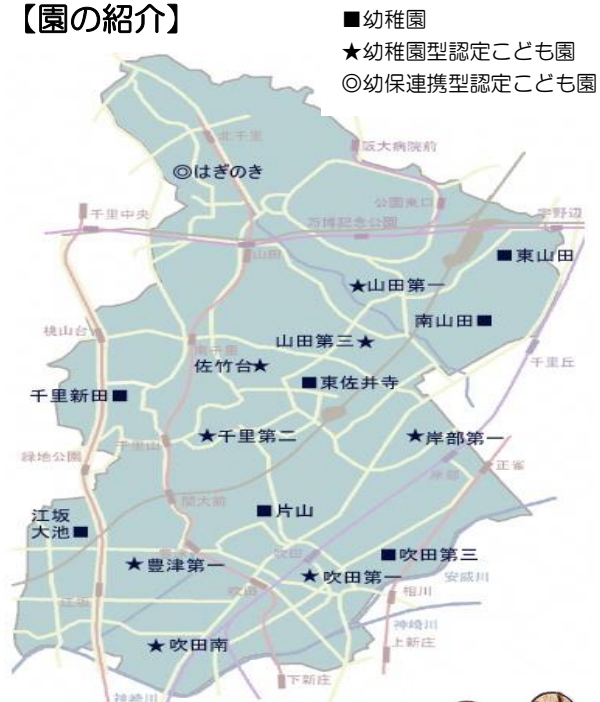 【園の紹介】
■幼稚園
★幼稚園型認定こども園
◎幼保連携型認定こども園
北千里
阪大病院前
◎はぎのき
千里中央
公園東口
万博記念公園
宇野辺
山田
■東山田
★山田第一
南山田■
桃山台
南千里
山田第三★
佐竹台★
千里丘
■東佐井寺
千里新田■
千里山
★千里第二
★岸部第一
緑地公園
岸部
正雀
関大前
江坂
大池■
■片山
吹田
■吹田第三
★豊津第一
★吹田第一
安威川
江坂
吹田
相川
神崎川
★吹田南
上新庄
下新庄
神崎川